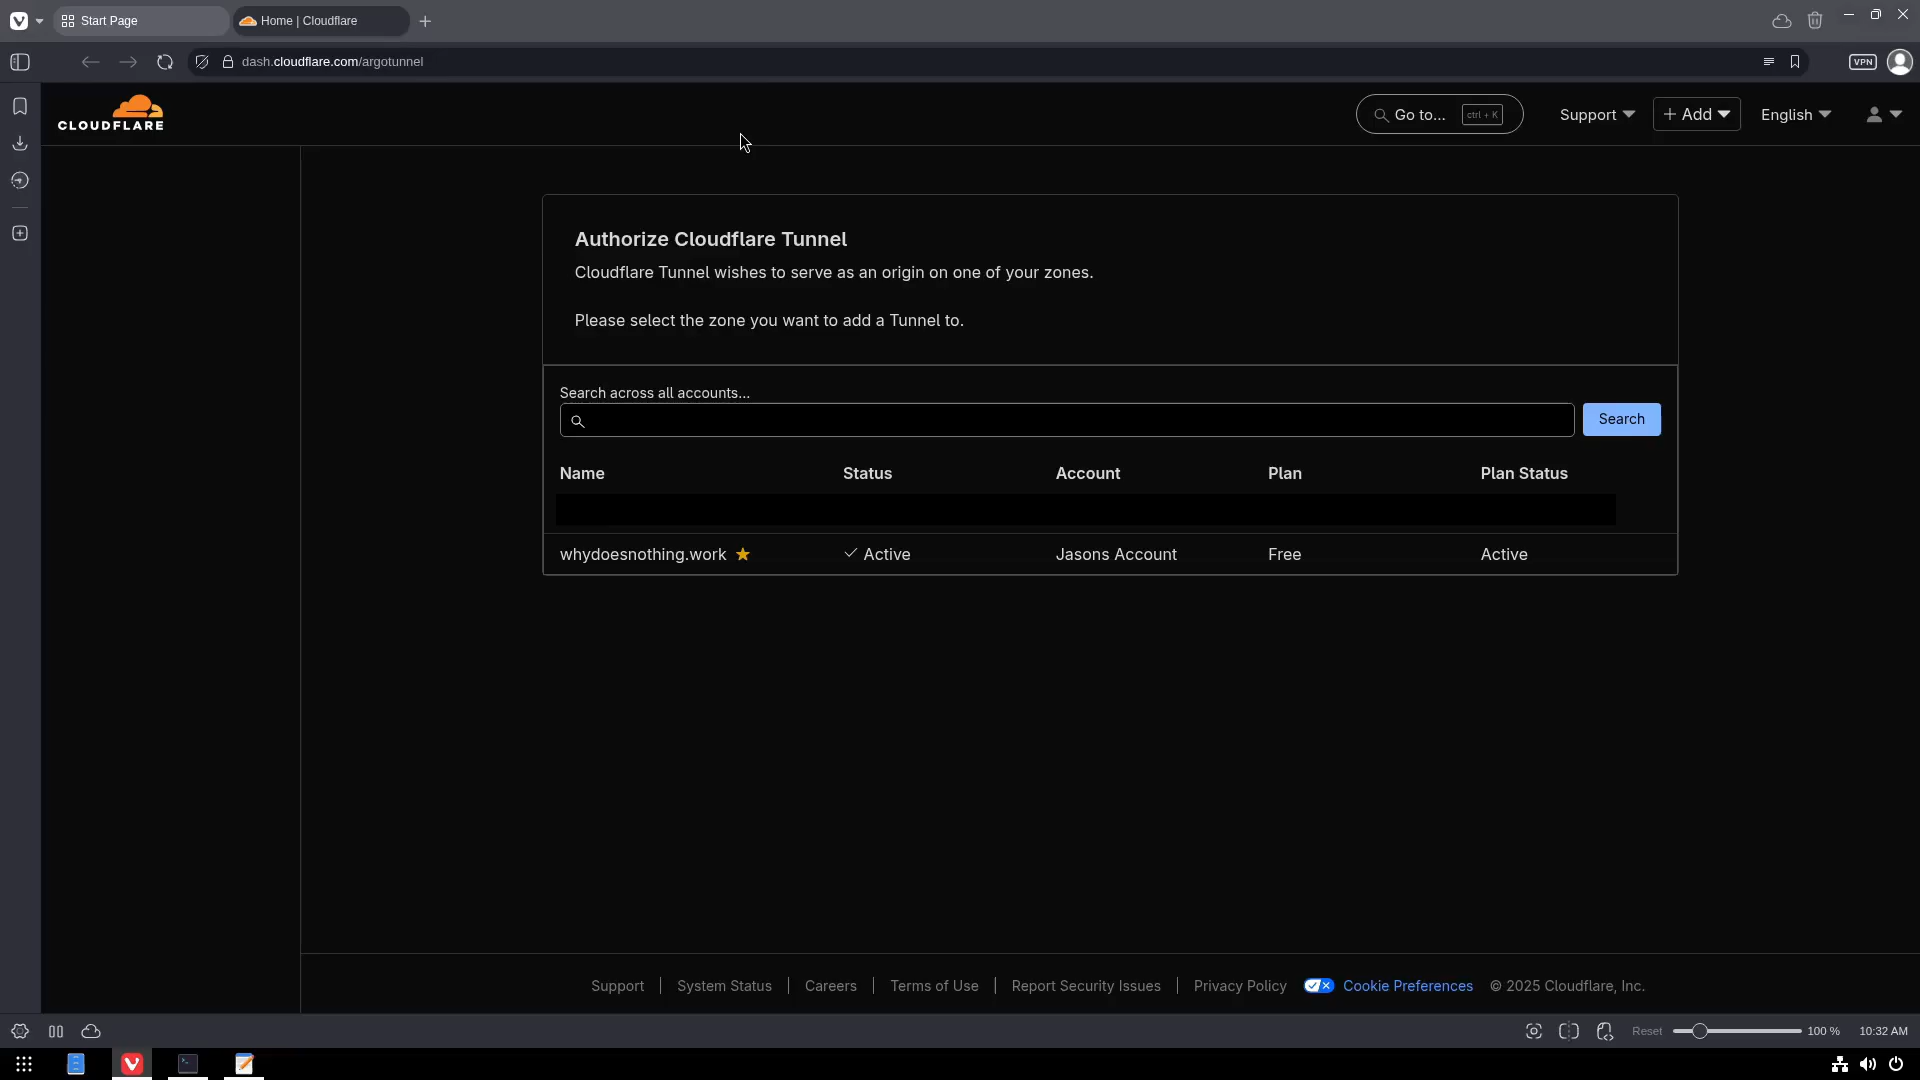 Start Page
Home | Cloudflare
dash.cloudflare.com/argotunnel
VPN
CLOUDFLARE
Go to... ctrl + K
Support
Add
English
Authorize Cloudflare Tunnel
Cloudflare Tunnel wishes to serve as an origin on one of your zones.
Please select the zone you want to add a Tunnel to.
Search across all accounts...
Search
Name Status Account Plan Plan Status
whydoesnothing.work Active Jasons Account Free Active
Support | System Status | Careers | Terms of Use | Report Security Issues | Privacy Policy Cookie Preferences © 2025 Cloudflare, Inc.
Reset 100 % 10:32 AM